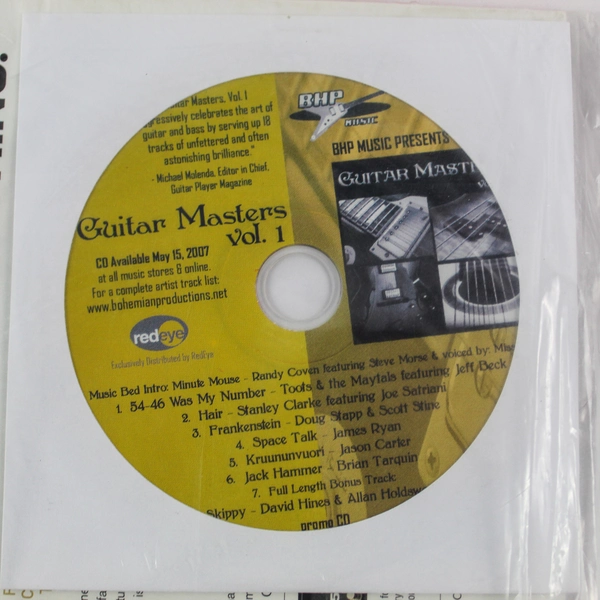 Guitar Masters, Vol. 1
gressively celebrates the art of
guitar and bass by serving up 18
tracks of unfettered and often
astonishing brilliance."
- Michael Molenda, Editor in Chief,
Guitar Player Magazine
Guitar Masters
vol. 1
CD Available May 15, 2007
at all music stores & online.
For a complete artist track list:
www.bohemianproductions.net
redeye
Exclusively Distributed by RedEye
BHP
MUSIC
BHP MUSIC PRESENTS
GUITAR MASTE
Music Bed Intro: Minute Mouse - Randy Coven featuring Steve Morse & voiced by: Mi
1. 54-46 Was My Number - Toots & the Maytals featuring Jeff Beck
2. Hair - Stanley Clarke featuring Joe Satriani
3. Frankenstein - Doug Stapp & Scott Stine
4. Space Talk - James Ryan
5. Kruununvuori - Jason Carter
6. Jack Hammer - Brian Tarquin
7. Full Length Bonus Track
Skippy - David Hines & Allan Holdsw
promo CD